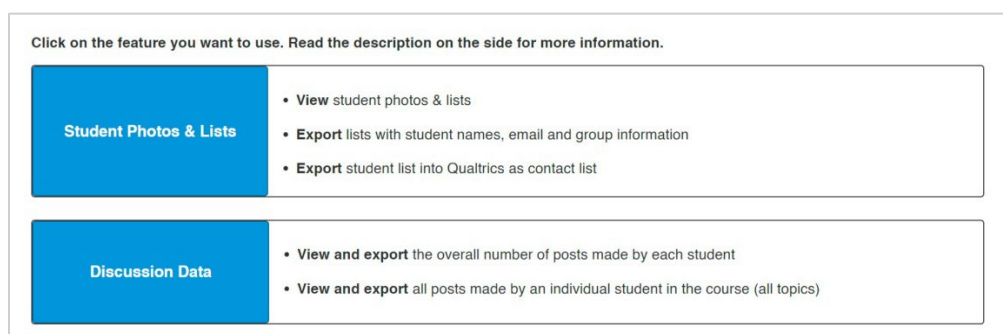 Click on the feature you want to use. Read the description on the side for more information.
Student Photos & Lists
• View student photos & lists
• Export lists with student names, email and group information
• Export student list into Qualtrics as contact list
Discussion Data
• View and export the overall number of posts made by each student
• View and export all posts made by an individual student in the course (all topics)